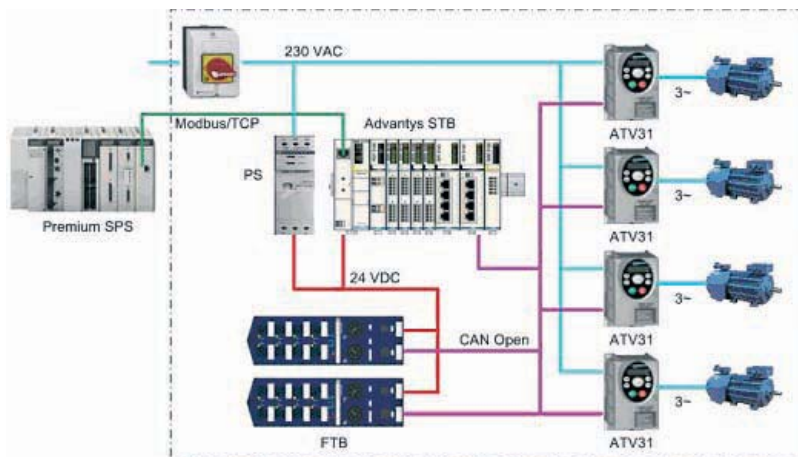 230 VAC
Modbus/TCP
Advantys STB
PS
Premium SPS
24 VDC
CAN Open
FTB
3~
ATV31
3~
ATV31
3~
ATV31
3~
ATV31